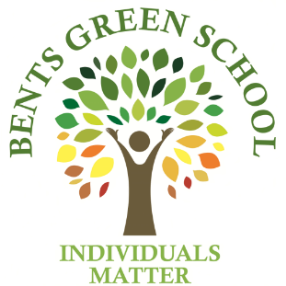 BENTS GREEN SCHOOL
INDIVIDUALS
MATTER